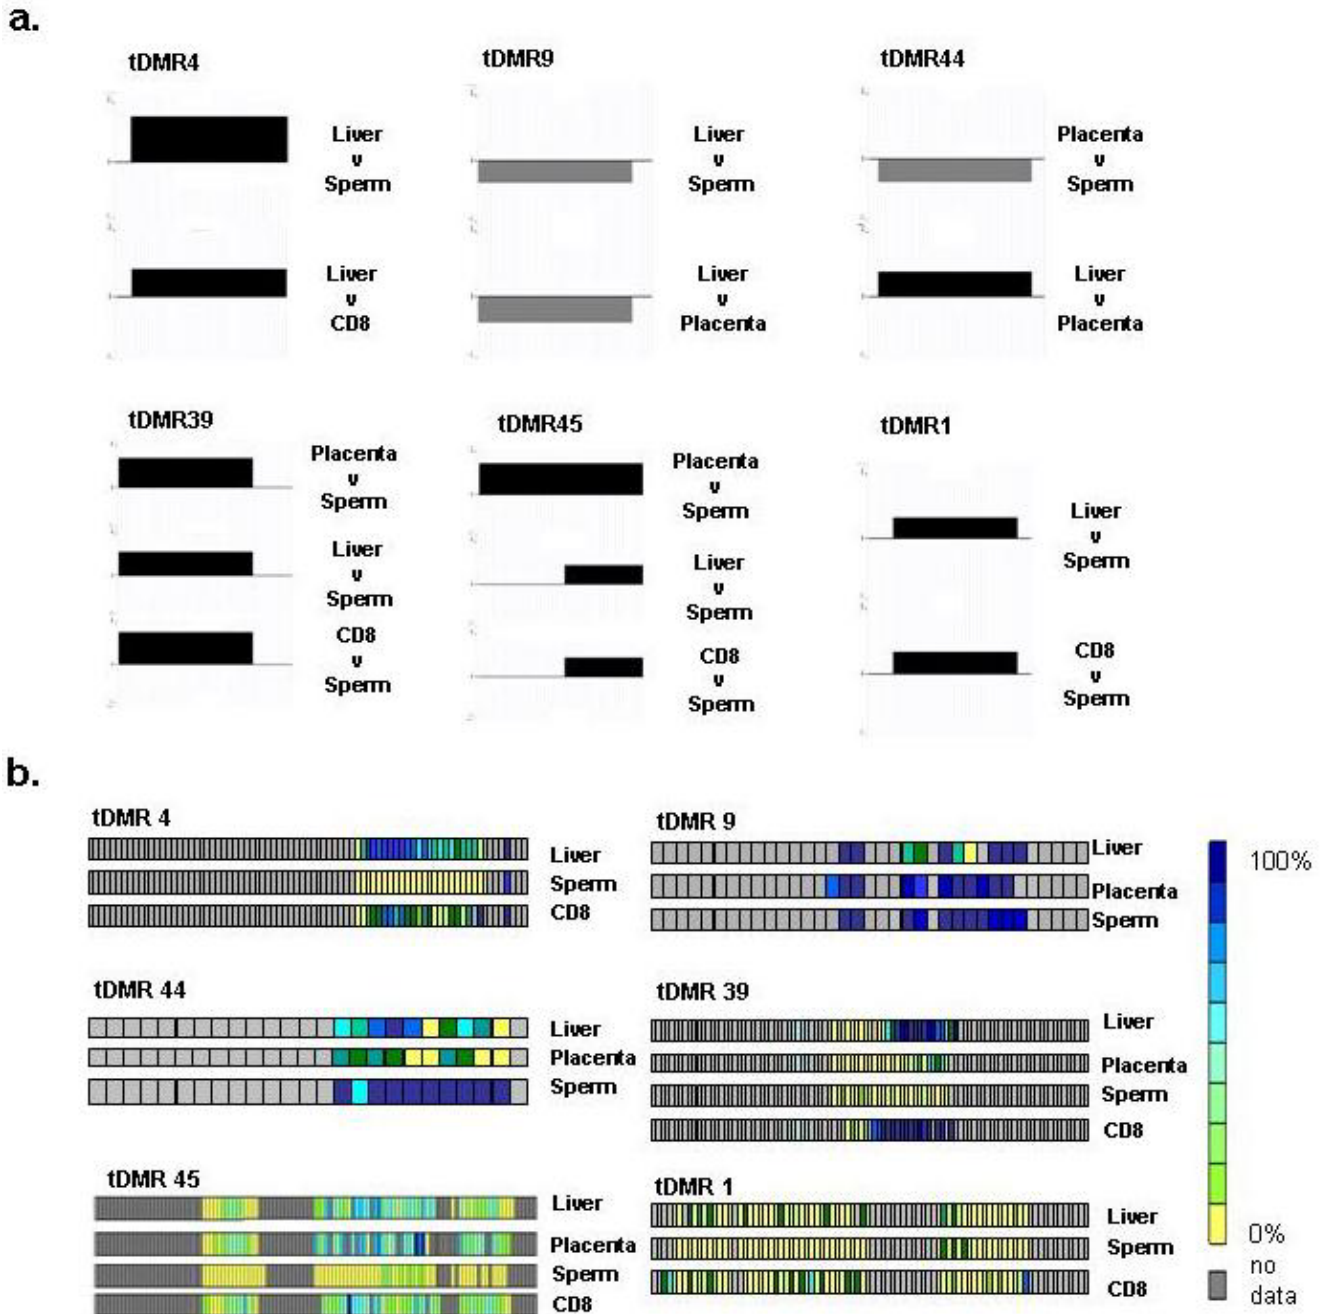 a.
tDMR4
Liver
v
Sperm
Liver
v
CD8
tDMR9
Liver
v
Sperm
Liver
v
Placenta
tDMR44
Placenta
v
Sperm
Liver
v
Placenta
tDMR39
Placenta
v
Sperm
Liver
v
Sperm
CD8
v
Sperm
tDMR45
Placenta
v
Sperm
Liver
v
Sperm
CD8
v
Sperm
tDMR1
Liver
v
Sperm
CD8
v
Sperm
b.
tDMR 4
Liver
Sperm
CD8
tDMR 9
Liver
Placenta
Sperm
tDMR 44
Liver
Placenta
Sperm
tDMR 39
Liver
Placenta
Sperm
CD8
tDMR 45
Liver
Placenta
Sperm
CD8
tDMR 1
Liver
Sperm
CD8
100%
0%
no
data